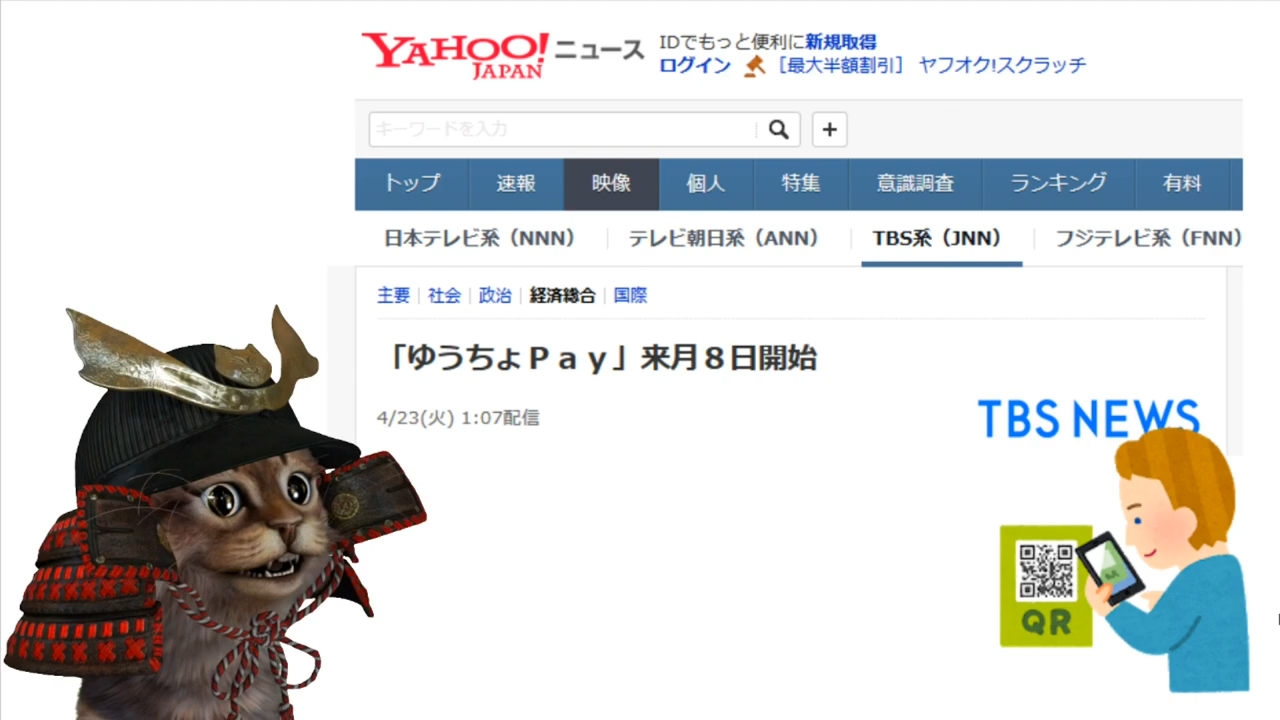 YAHOO! JAPAN ニュース
IDでもっと便利に新規取得
ログイン [最大半額割引] ヤフオク!スクラッチ
キーワードを入力
+
トップ 速報 映像 個人 特集 意識調査 ランキング 有料
日本テレビ系（NNN） テレビ朝日系（ANN） TBS系（JNN） フジテレビ系（FNN）
主要 社会 政治 経済総合 国際
「ゆうちょＰａｙ」来月８日開始
4/23(火) 1:07配信
TBS NEWS
QR